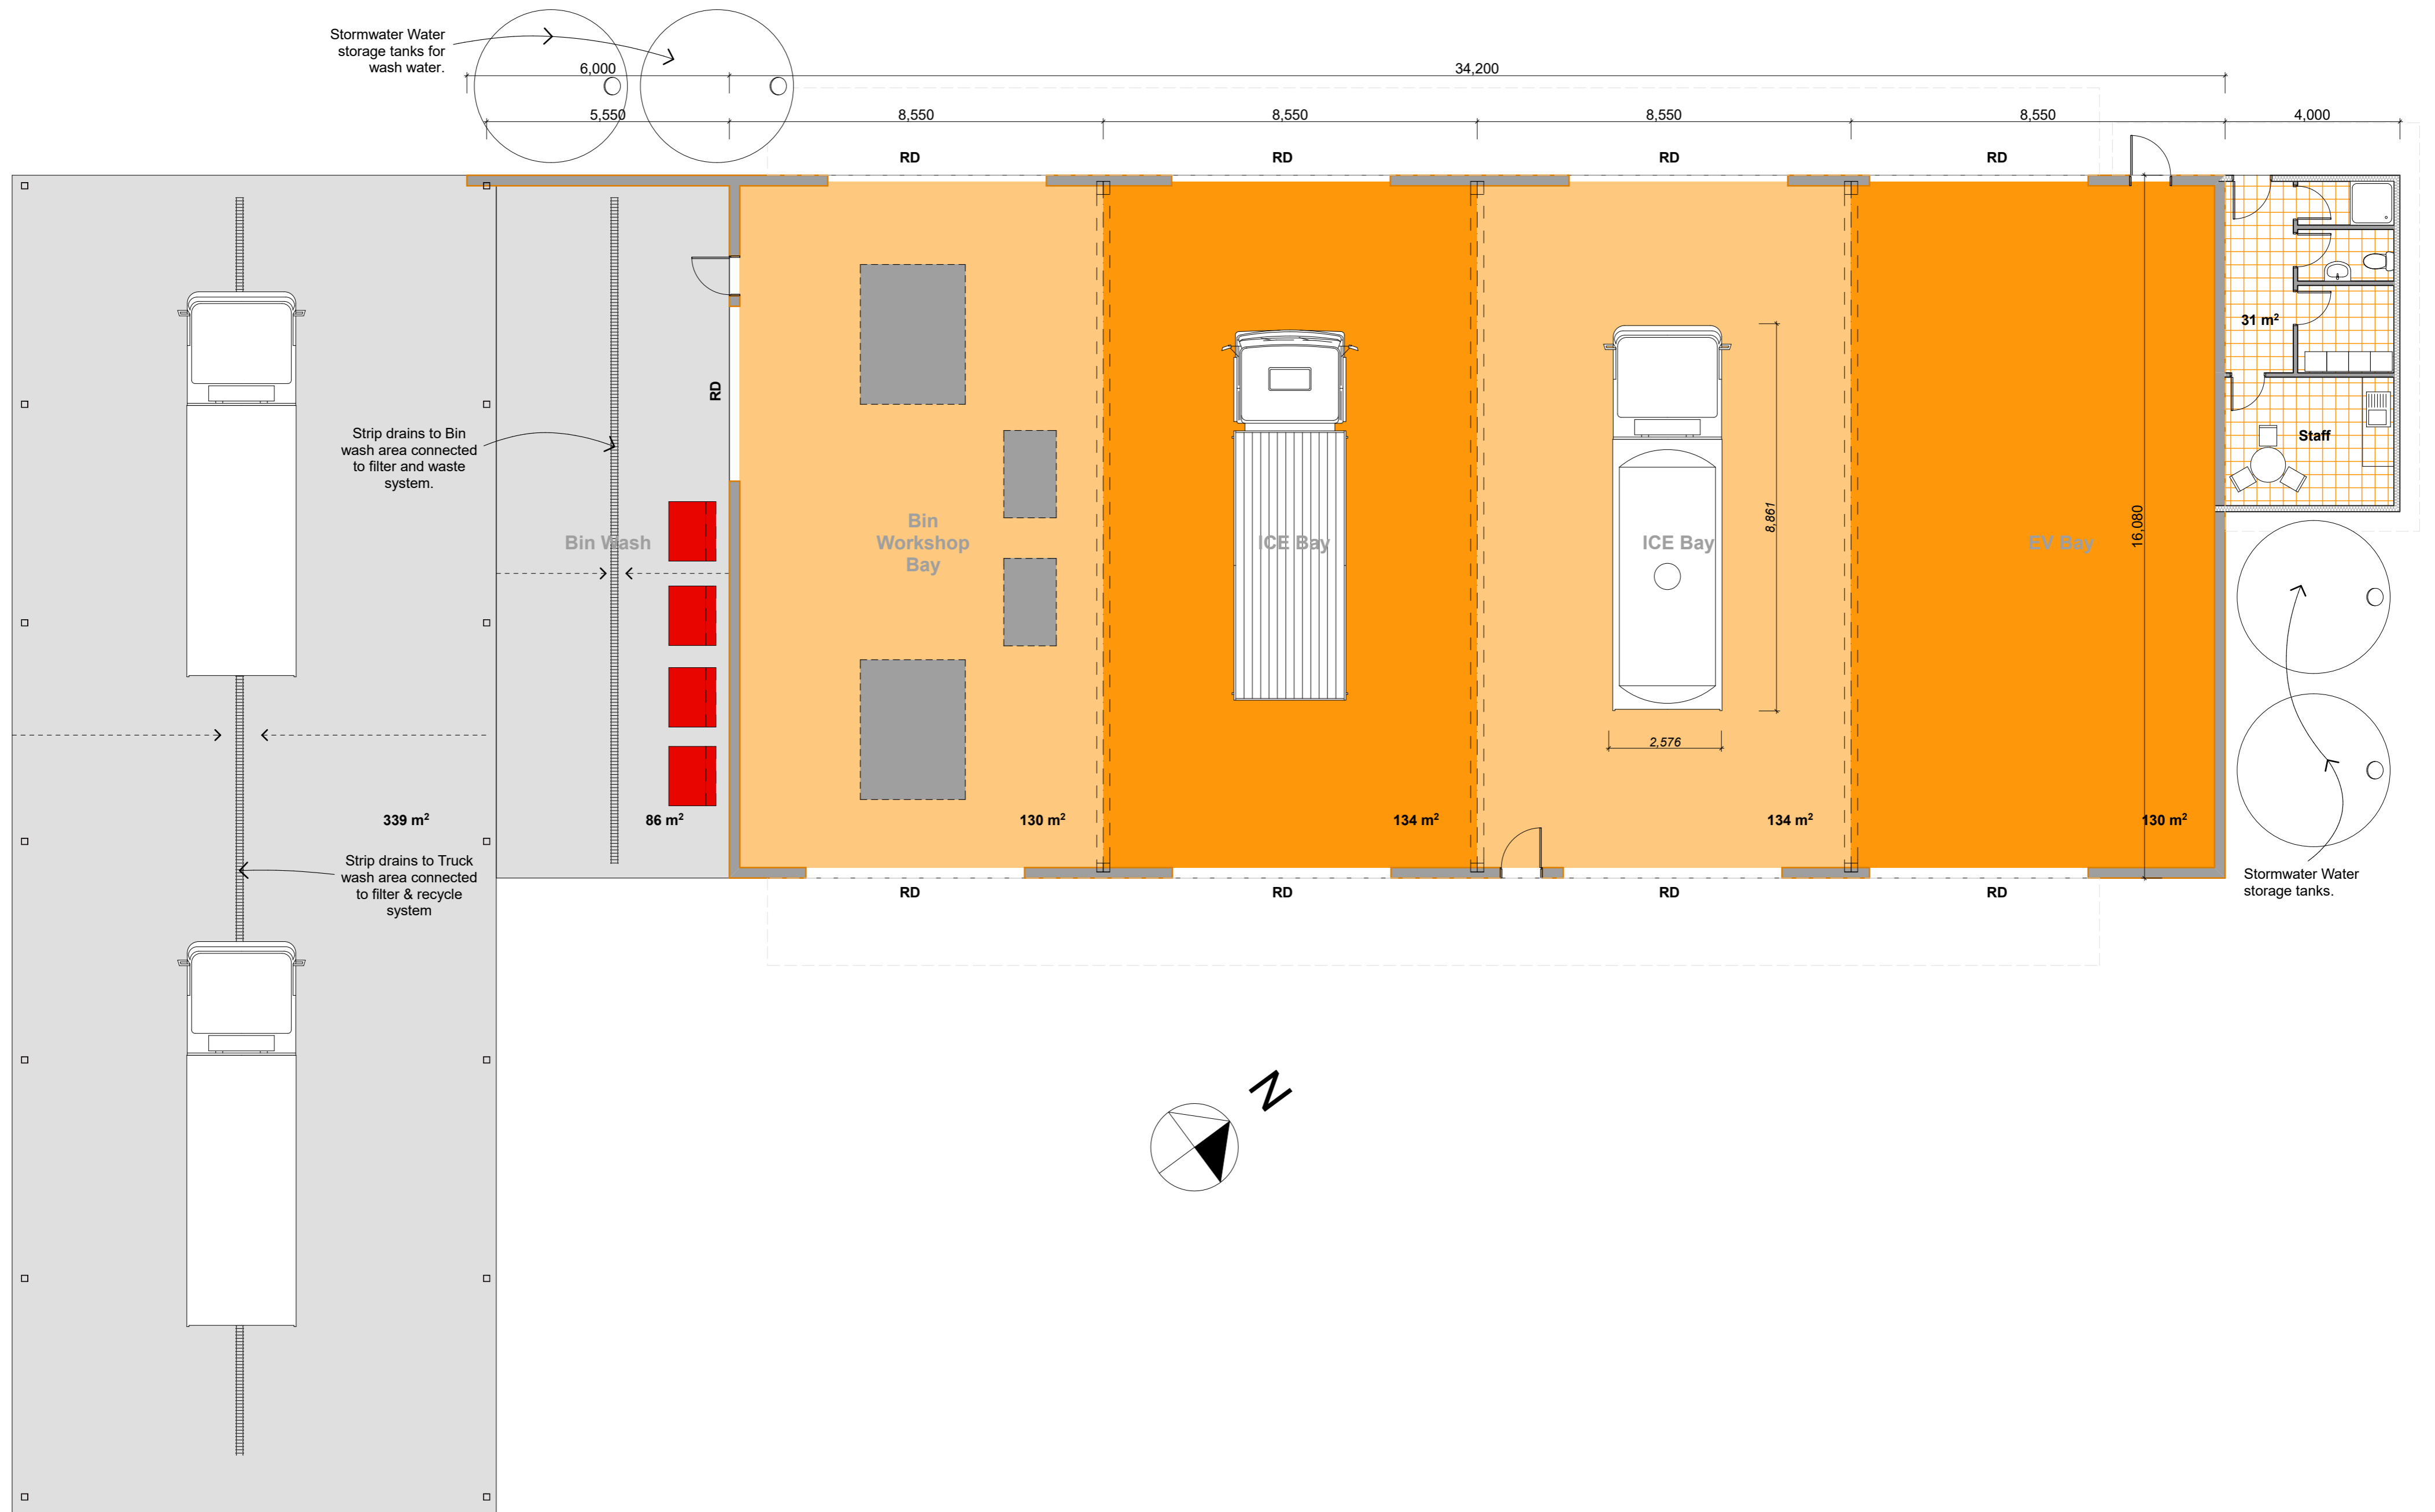 Stormwater Water
storage tanks for
wash water.
6,000
34,200
5,550
8,550
8,550
8,550
8,550
4,000
RD
RD
RD
RD
31 m²
RD
Strip drains to Bin
wash area connected
to filter and waste
system.
Staff
Bin Wash
Bin
Workshop
Bay
ICE Bay
8,861
ICE Bay
EV Bay
16,080
2,576
339 m²
86 m²
130 m²
134 m²
134 m²
130 m²
Strip drains to Truck
wash area connected
to filter & recycle
system
RD
RD
RD
RD
Stormwater Water
storage tanks.
N